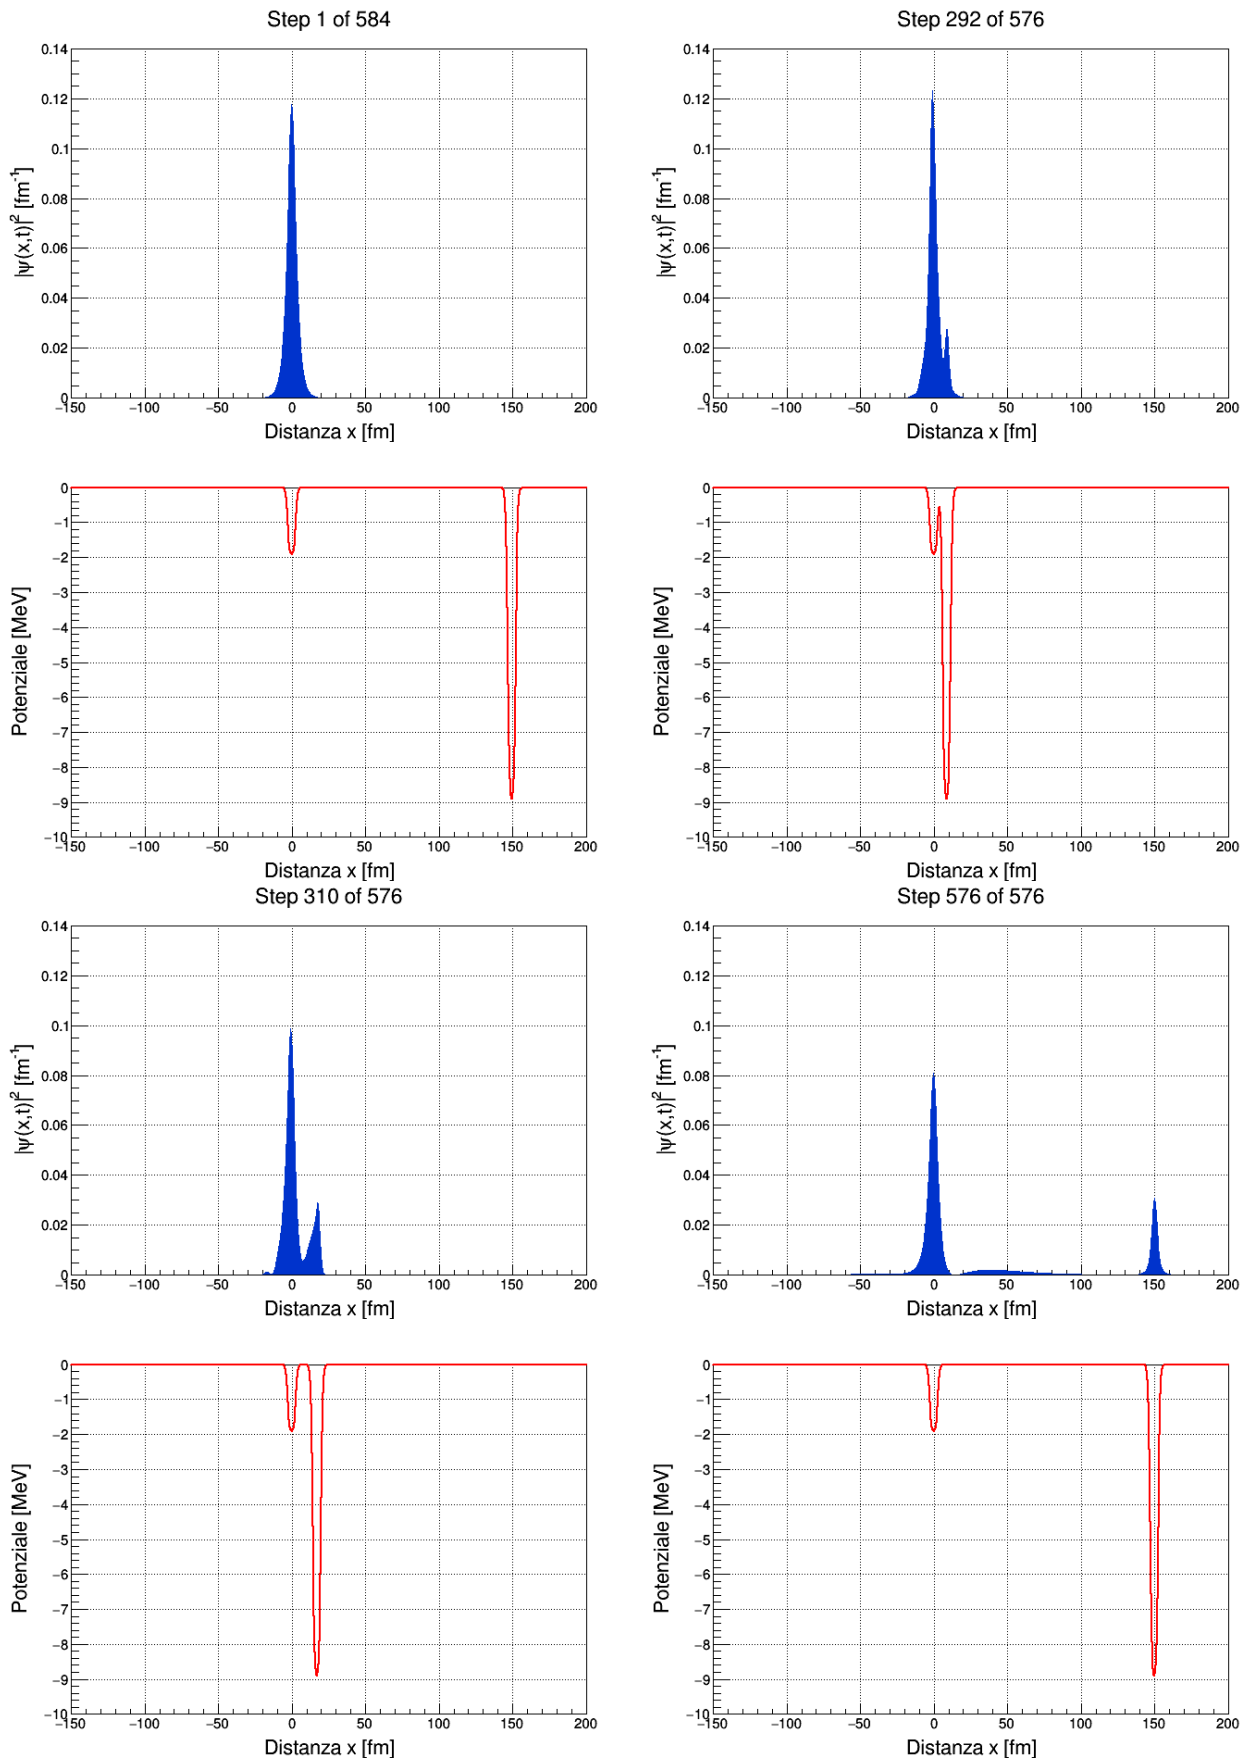 Step 1 of 584
0.14
0.12
0.1
0.08
0.06
0.04
0.02
0
|ψ(x,t)|² [fm⁻¹]
−150 −100 −50 0 50 100 150 200
Distanza x [fm]
0
−1
−2
−3
−4
−5
−6
−7
−8
−9
−10
Potenziale [MeV]
−150 −100 −50 0 50 100 150 200
Distanza x [fm]
Step 292 of 576
0.14
0.12
0.1
0.08
0.06
0.04
0.02
0
|ψ(x,t)|² [fm⁻¹]
−150 −100 −50 0 50 100 150 200
Distanza x [fm]
0
−1
−2
−3
−4
−5
−6
−7
−8
−9
−10
Potenziale [MeV]
−150 −100 −50 0 50 100 150 200
Distanza x [fm]
Step 310 of 576
0.14
0.12
0.1
0.08
0.06
0.04
0.02
0
|ψ(x,t)|² [fm⁻¹]
−150 −100 −50 0 50 100 150 200
Distanza x [fm]
0
−1
−2
−3
−4
−5
−6
−7
−8
−9
−10
Potenziale [MeV]
−150 −100 −50 0 50 100 150 200
Distanza x [fm]
Step 576 of 576
0.14
0.12
0.1
0.08
0.06
0.04
0.02
0
|ψ(x,t)|² [fm⁻¹]
−150 −100 −50 0 50 100 150 200
Distanza x [fm]
0
−1
−2
−3
−4
−5
−6
−7
−8
−9
−10
Potenziale [MeV]
−150 −100 −50 0 50 100 150 200
Distanza x [fm]